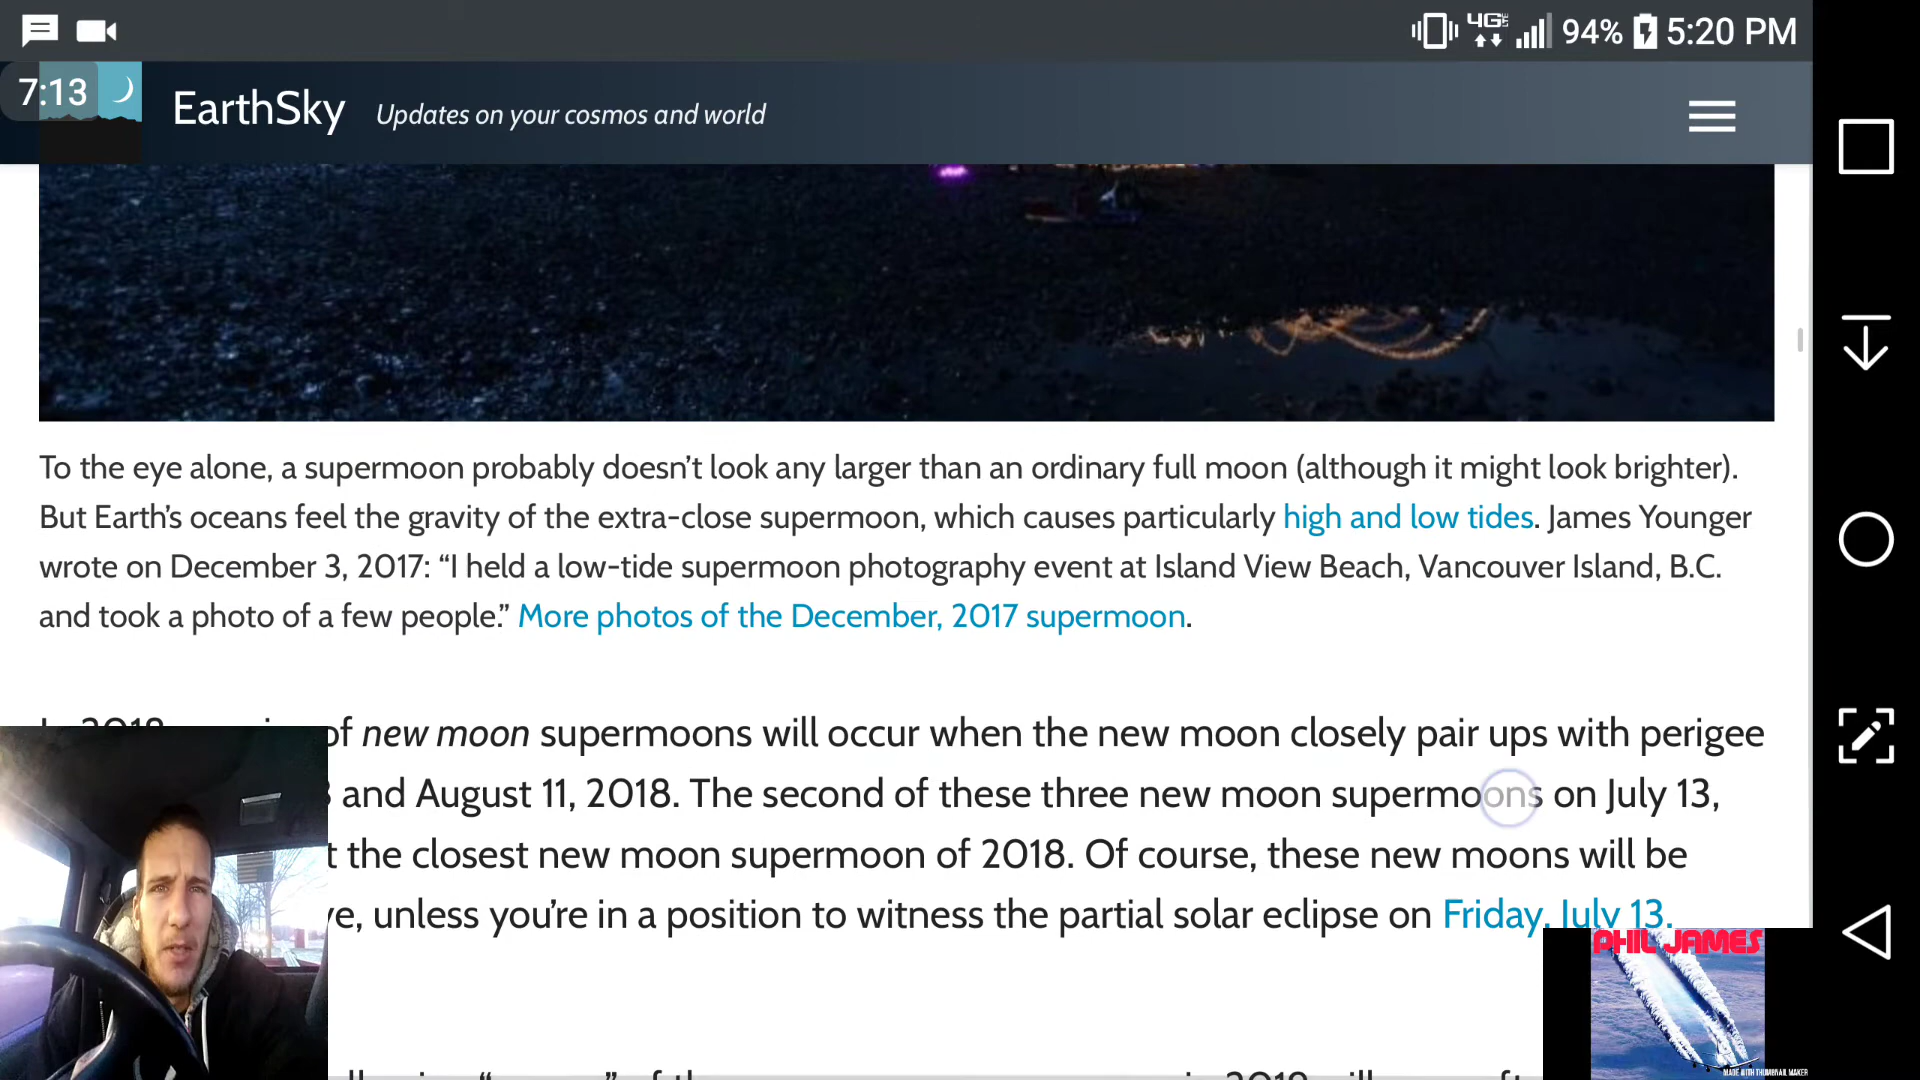 94% 5:20 PM
7:13
EarthSky Updates on your cosmos and world
To the eye alone, a supermoon probably doesn’t look any larger than an ordinary full moon (although it might look brighter).
But Earth’s oceans feel the gravity of the extra-close supermoon, which causes particularly high and low tides. James Younger
wrote on December 3, 2017: “I held a low-tide supermoon photography event at Island View Beach, Vancouver Island, B.C.
and took a photo of a few people.” More photos of the December, 2017 supermoon.
In 2018 of new moon supermoons will occur when the new moon closely pair ups with perigee
and August 11, 2018. The second of these three new moon supermoons on July 13,
the closest new moon supermoon of 2018. Of course, these new moons will be
unless you’re in a position to witness the partial solar eclipse on Friday, July 13.
PHIL JAMES
MADE WITH THUMBNAIL MAKER